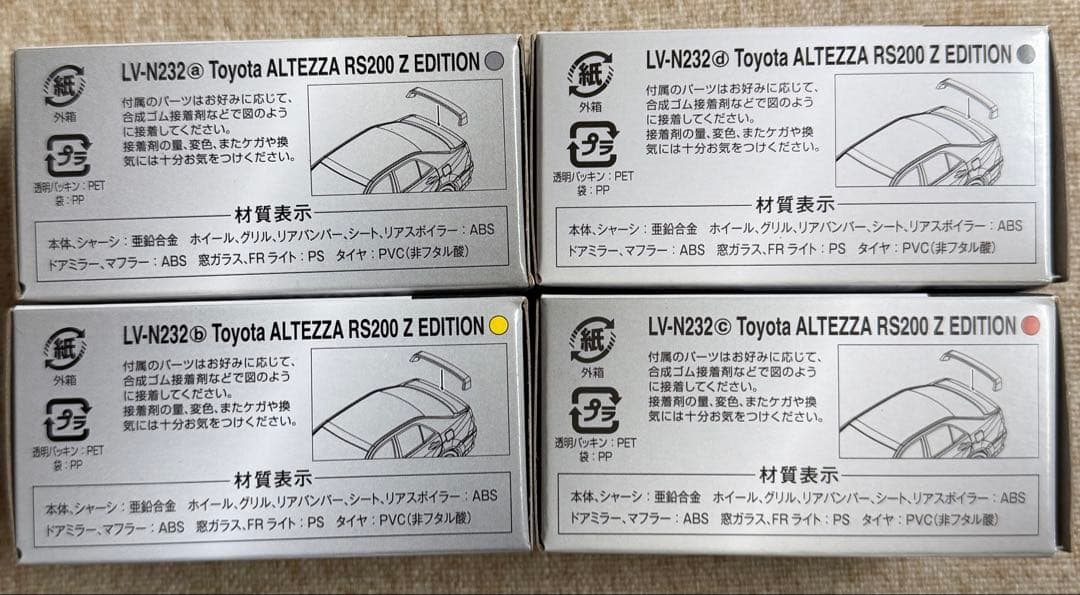 LV-N232ⓐ Toyota ALTEZZA RS200 Z EDITION
紙
外箱
プラ
透明パッキン：PET
袋：PP
付属のパーツはお好みに応じて、
合成ゴム接着剤などで図のよう
に接着してください。
接着剤の量、変色、またケガや換
気には十分お気をつけください。
材質表示
本体、シャーシ：亜鉛合金　ホイール、グリル、リアバンパー、シート、リアスポイラー：ABS
ドアミラー、マフラー：ABS　窓ガラス、FRライト：PS　タイヤ：PVC（非フタル酸）
LV-N232ⓓ Toyota ALTEZZA RS200 Z EDITION
紙
外箱
プラ
透明パッキン：PET
袋：PP
付属のパーツはお好みに応じて、
合成ゴム接着剤などで図のよう
に接着してください。
接着剤の量、変色、またケガや換
気には十分お気をつけください。
材質表示
本体、シャーシ：亜鉛合金　ホイール、グリル、リアバンパー、シート、リアスポイラー：ABS
ドアミラー、マフラー：ABS　窓ガラス、FRライト：PS　タイヤ：PVC（非フタル酸）
LV-N232ⓑ Toyota ALTEZZA RS200 Z EDITION
紙
外箱
プラ
透明パッキン：PET
袋：PP
付属のパーツはお好みに応じて、
合成ゴム接着剤などで図のよう
に接着してください。
接着剤の量、変色、またケガや換
気には十分お気をつけください。
材質表示
本体、シャーシ：亜鉛合金　ホイール、グリル、リアバンパー、シート、リアスポイラー：ABS
ドアミラー、マフラー：ABS　窓ガラス、FRライト：PS　タイヤ：PVC（非フタル酸）
LV-N232ⓒ Toyota ALTEZZA RS200 Z EDITION
紙
外箱
プラ
透明パッキン：PET
袋：PP
付属のパーツはお好みに応じて、
合成ゴム接着剤などで図のよう
に接着してください。
接着剤の量、変色、またケガや換
気には十分お気をつけください。
材質表示
本体、シャーシ：亜鉛合金　ホイール、グリル、リアバンパー、シート、リアスポイラー：ABS
ドアミラー、マフラー：ABS　窓ガラス、FRライト：PS　タイヤ：PVC（非フタル酸）